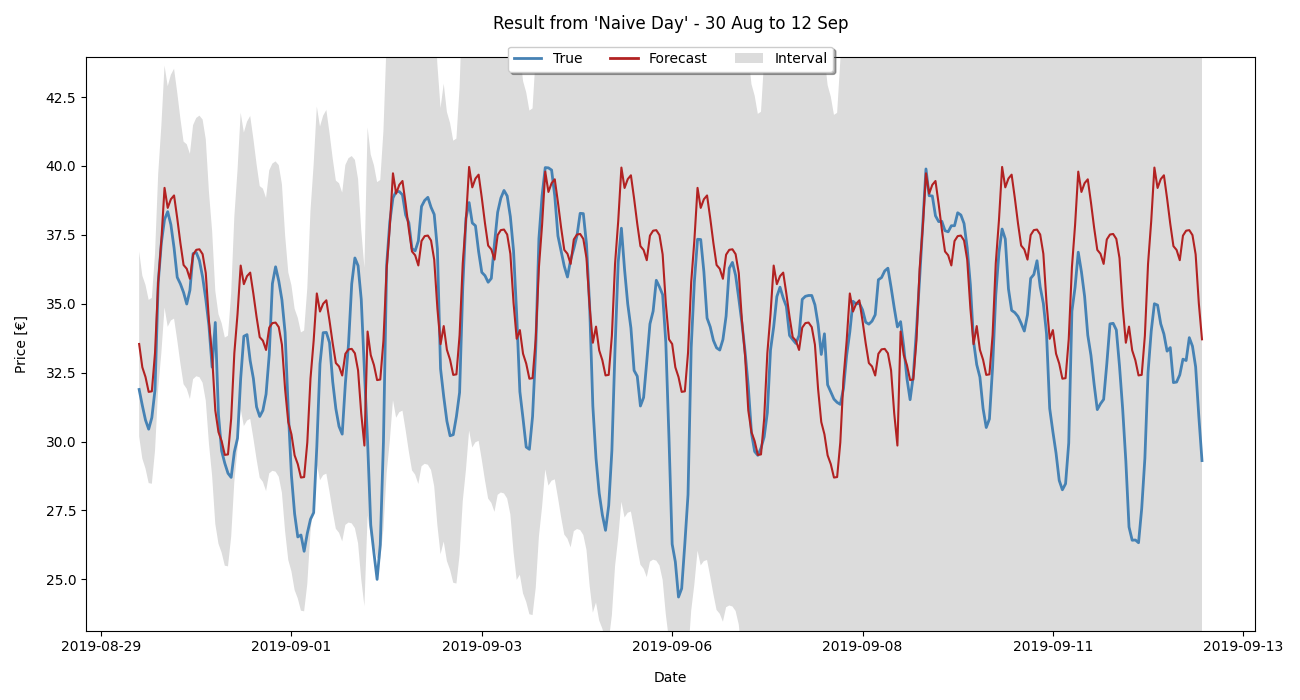 Result from 'Naive Day' - 30 Aug to 12 Sep
True Forecast Interval
Price [€]
42.5
40.0
37.5
35.0
32.5
30.0
27.5
25.0
2019-08-29 2019-09-01 2019-09-03 2019-09-06 2019-09-08 2019-09-11 2019-09-13
Date